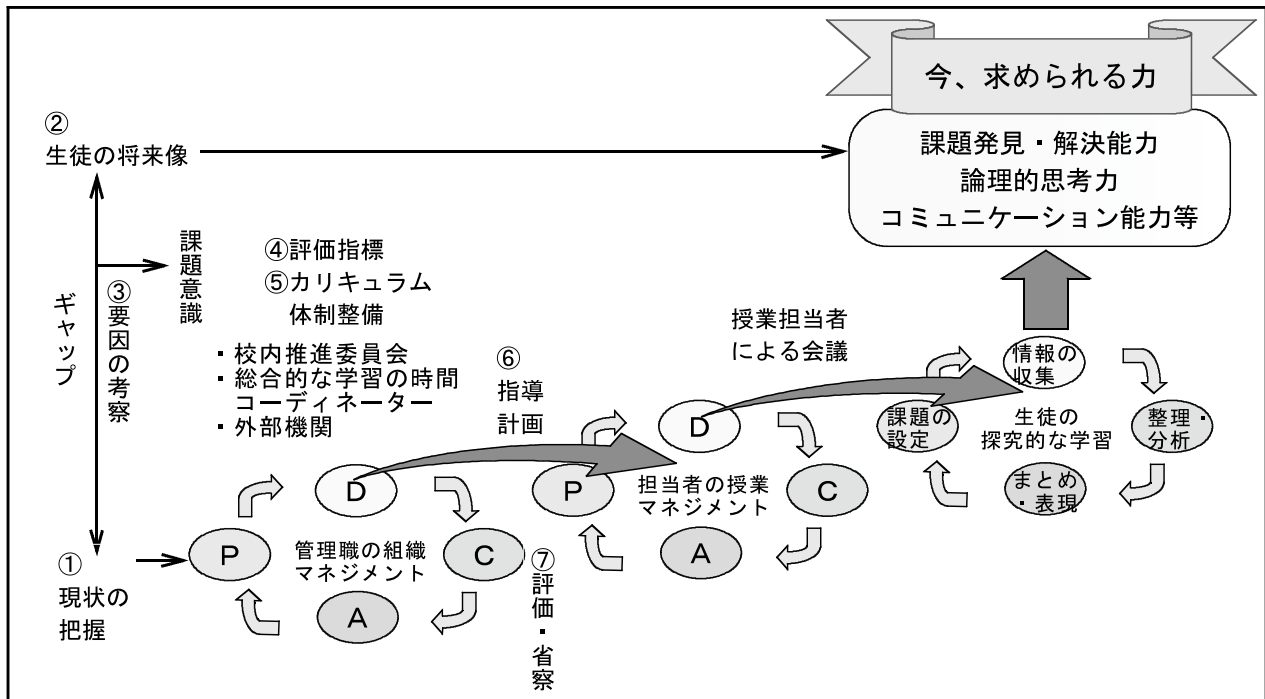 今、求められる力
課題発見・解決能力
論理的思考力
コミュニケーション能力等
②
生徒の将来像
ギャップ
③要因の考察
課題意識
④評価指標
⑤カリキュラム
体制整備
・校内推進委員会
・総合的な学習の時間
コーディネーター
・外部機関
⑥
指導
計画
授業担当者
による会議
①
現状の
把握
P
D
C
A
管理職の組織
マネジメント
⑦評価・省察
P
D
C
A
担当者の授業
マネジメント
課題の
設定
情報の
収集
整理・
分析
まとめ
・表現
生徒の
探究的な学習